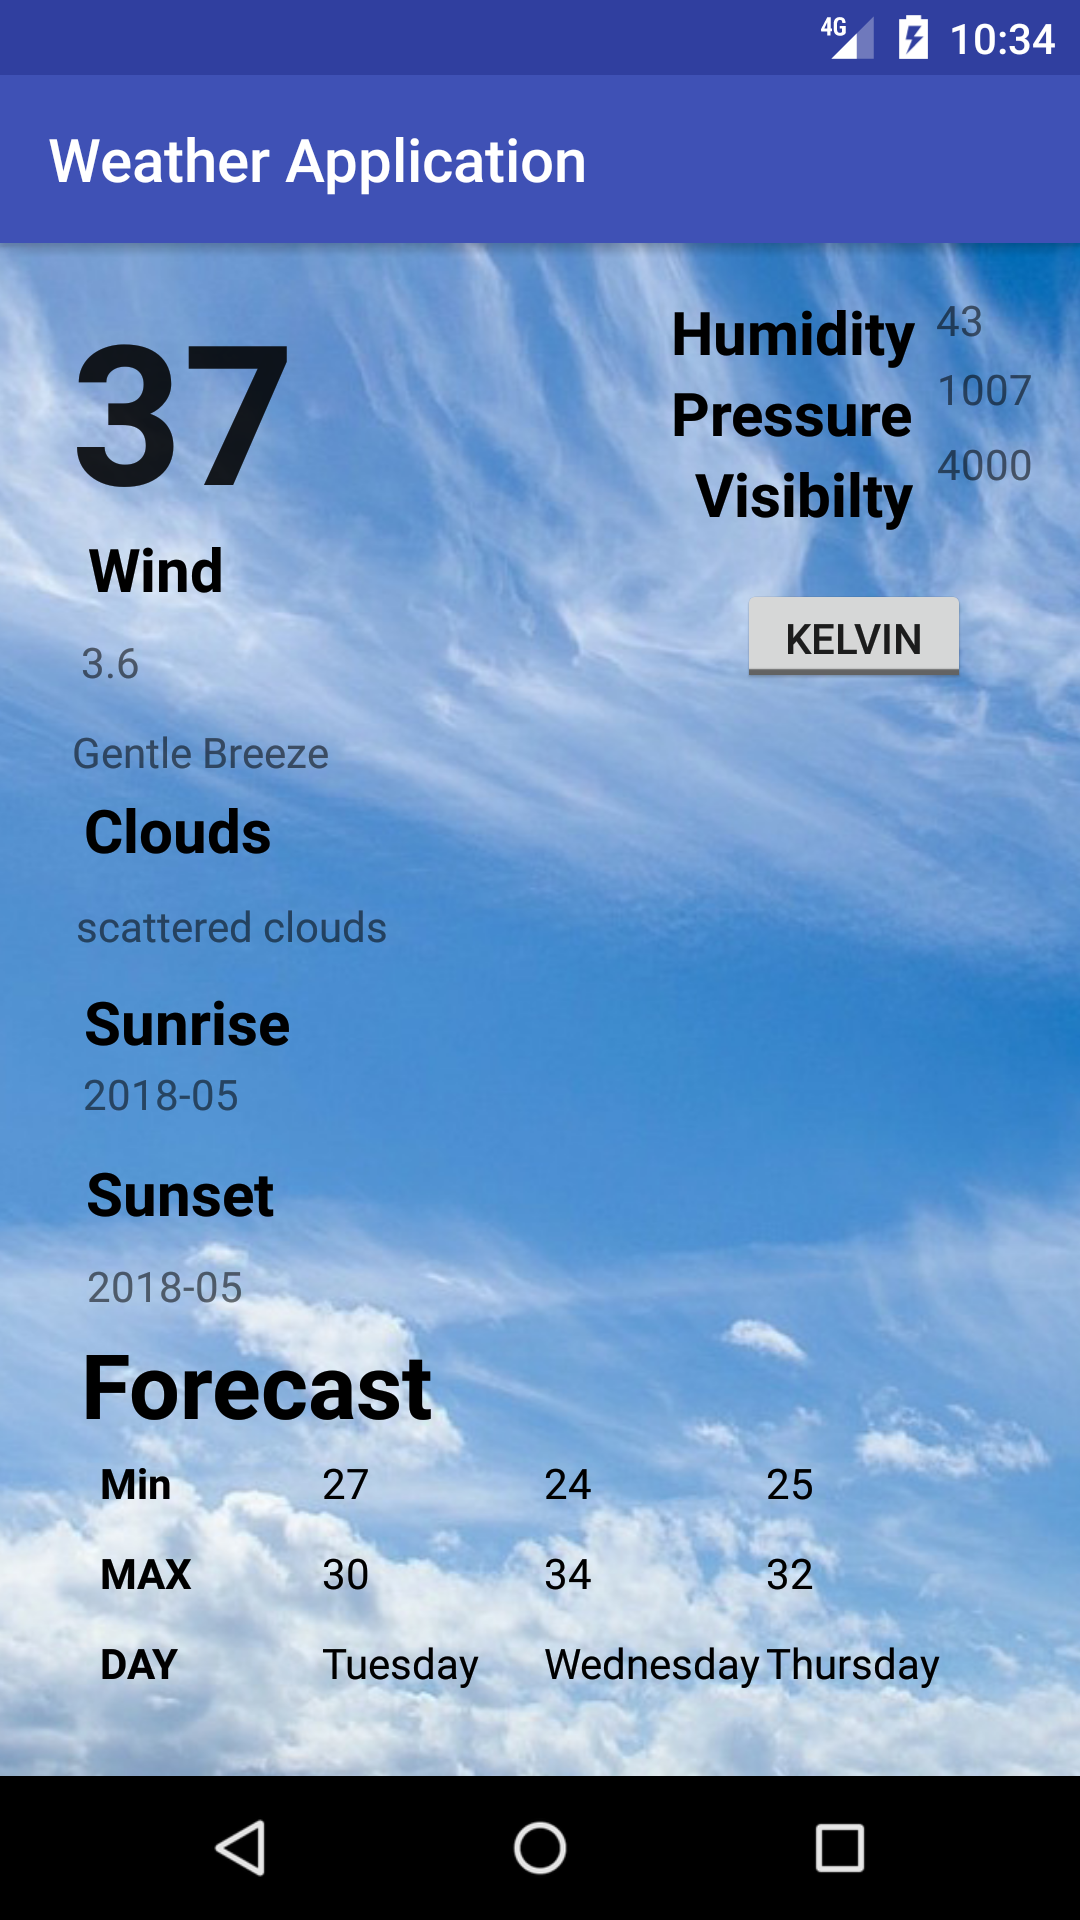 4G 10:34
Weather Application
37
Humidity 43
Pressure 1007
Visibilty 4000
Wind
KELVIN
3.6
Gentle Breeze
Clouds
scattered clouds
Sunrise
2018-05
Sunset
2018-05
Forecast
Min 27 24 25
MAX 30 34 32
DAY Tuesday Wednesday Thursday